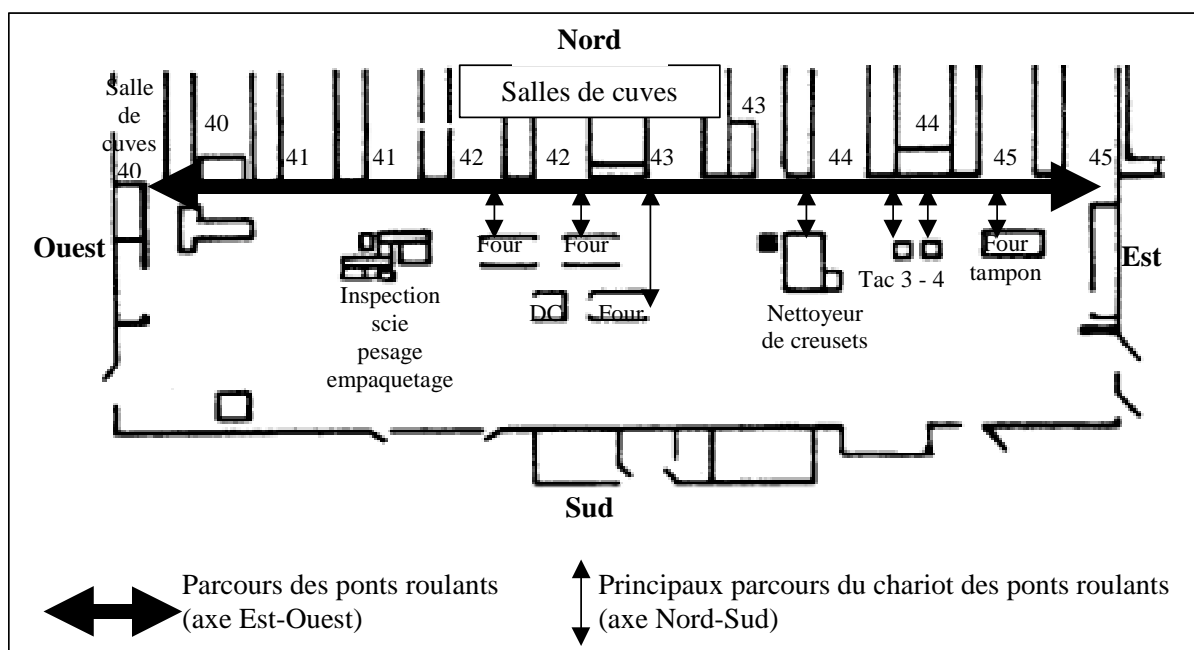 Nord
Salles de cuves
Salle
de
cuves
40
40
41
41
42
42
43
43
44
44
45
45
Ouest
Four
Four
Four
tampon
Est
Tac 3 - 4
Inspection
scie
pesage
empaquetage
DC
Four
Nettoyeur
de creusets
Sud
Parcours des ponts roulants
(axe Est-Ouest)
Principaux parcours du chariot des ponts roulants
(axe Nord-Sud)